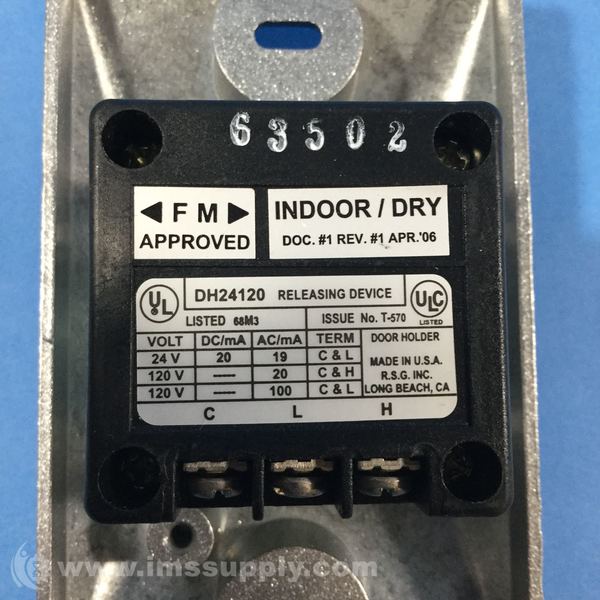 63502
◀ F M ▶
APPROVED
INDOOR / DRY
DOC. #1 REV. #1 APR.'06
UL
DH24120 RELEASING DEVICE
ULC
LISTED
LISTED 68M3
ISSUE No. T-570
VOLT DC/mA AC/mA TERM
24 V 20 19 C & L
120 V ----- 20 C & H
120 V ----- 100 C & L
DOOR HOLDER
MADE IN U.S.A.
R.S.G. INC.
LONG BEACH, CA
C L H
© www.imssupply.com